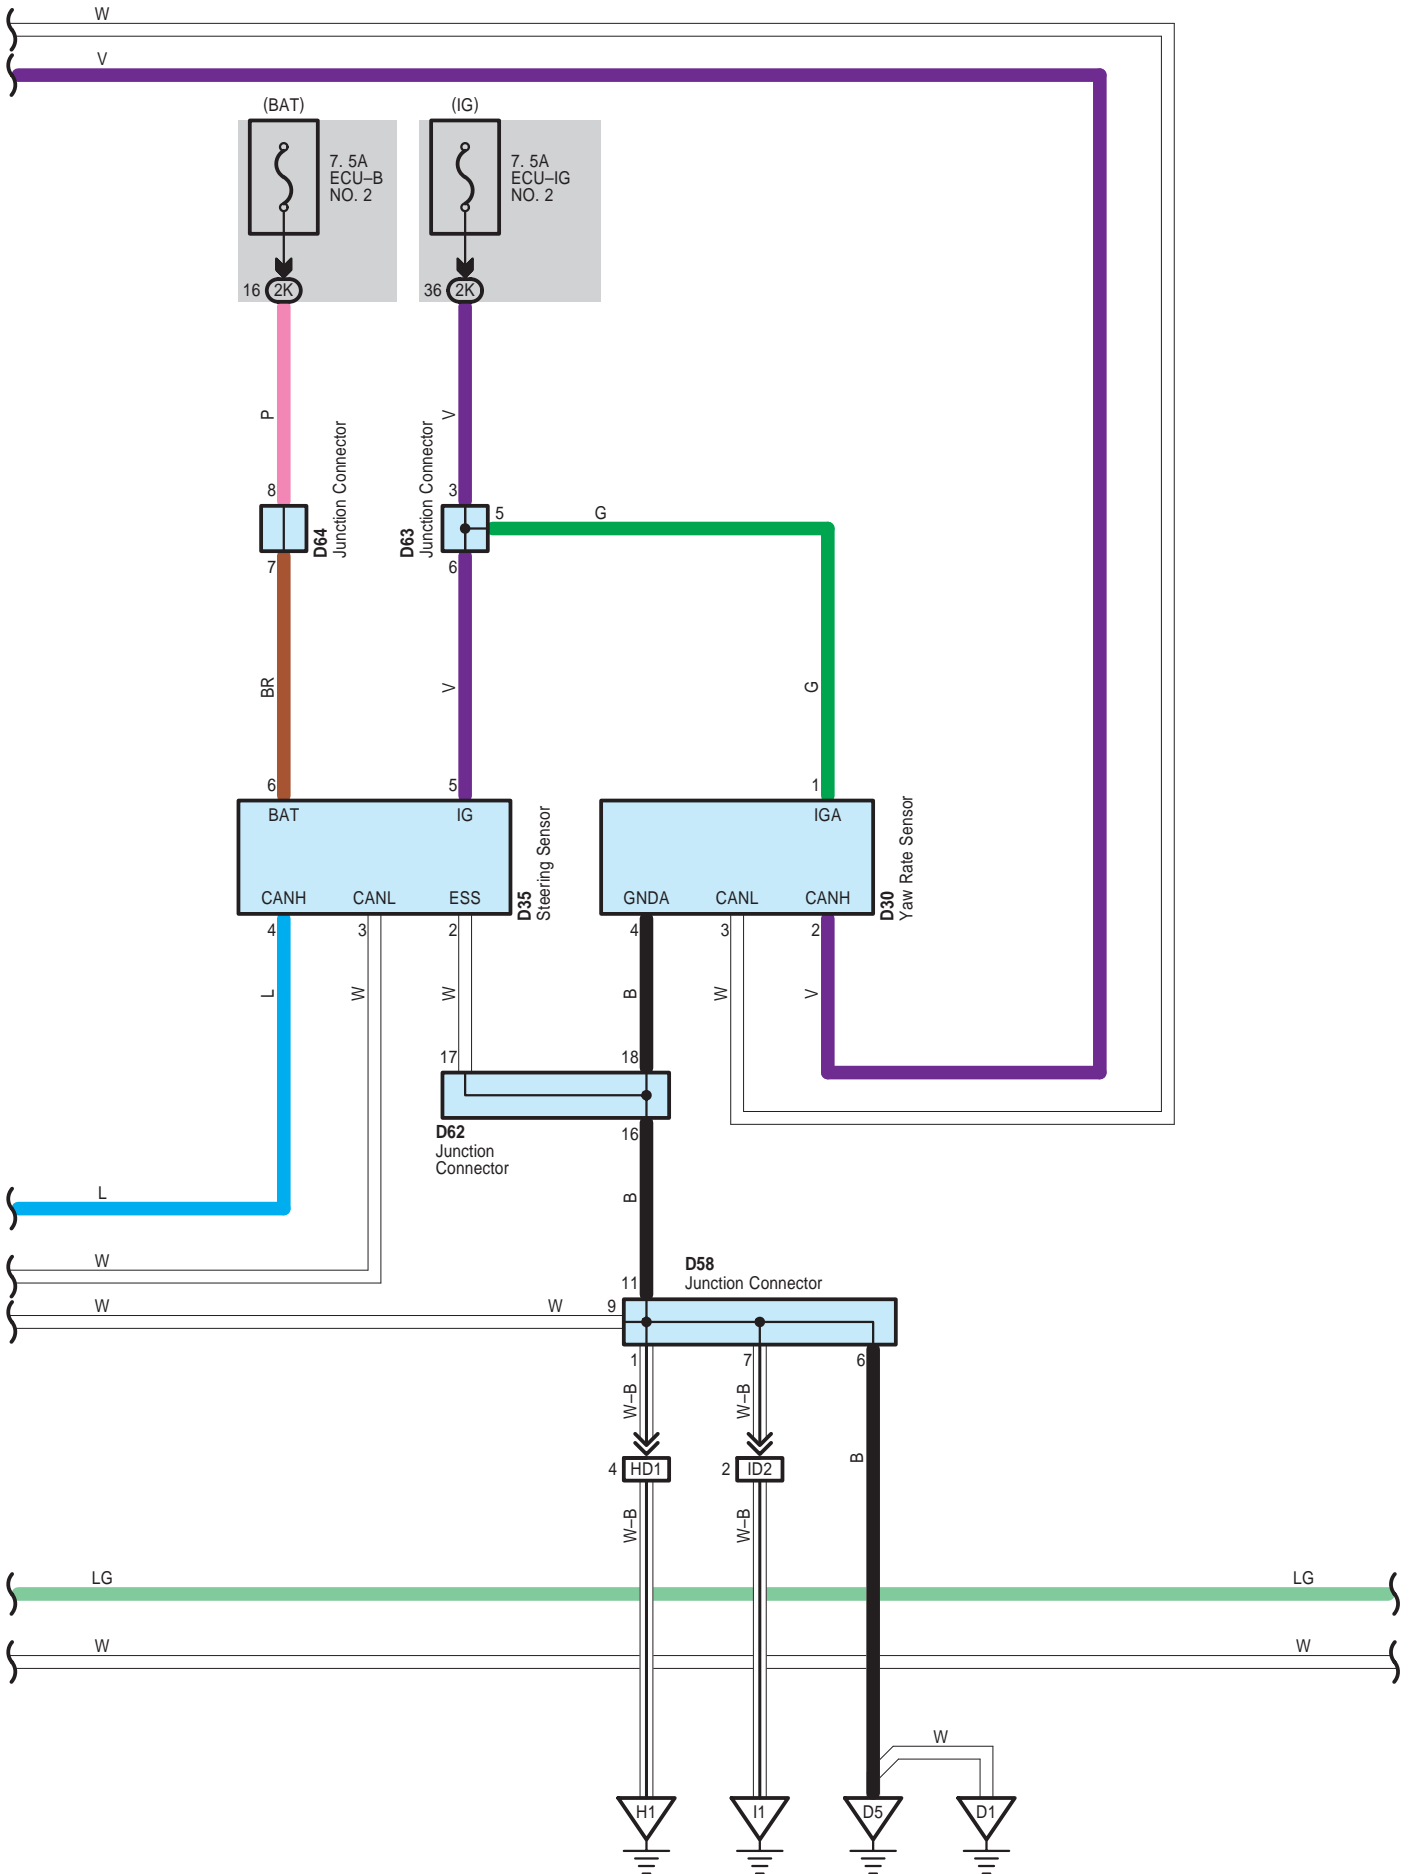 W
V
(BAT)
(IG)
7. 5A
ECU–B
NO. 2
7. 5A
ECU–IG
NO. 2
16
2K
36
2K
P
V
8
D64
Junction Connector
3
D63
Junction Connector
5
G
7
6
BR
V
G
6
5
1
BAT
IG
IGA
CANH
CANL
ESS
D35
Steering Sensor
GNDA
CANL
CANH
D30
Yaw Rate Sensor
4
3
2
4
3
2
L
W
W
B
W
V
17
18
D62
Junction
Connector
16
L
B
W
D58
Junction Connector
11
W
W
9
1
7
6
W–B
W–B
B
4
HD1
2
ID2
W–B
W–B
LG
LG
W
W
W
H1
I1
D5
D1